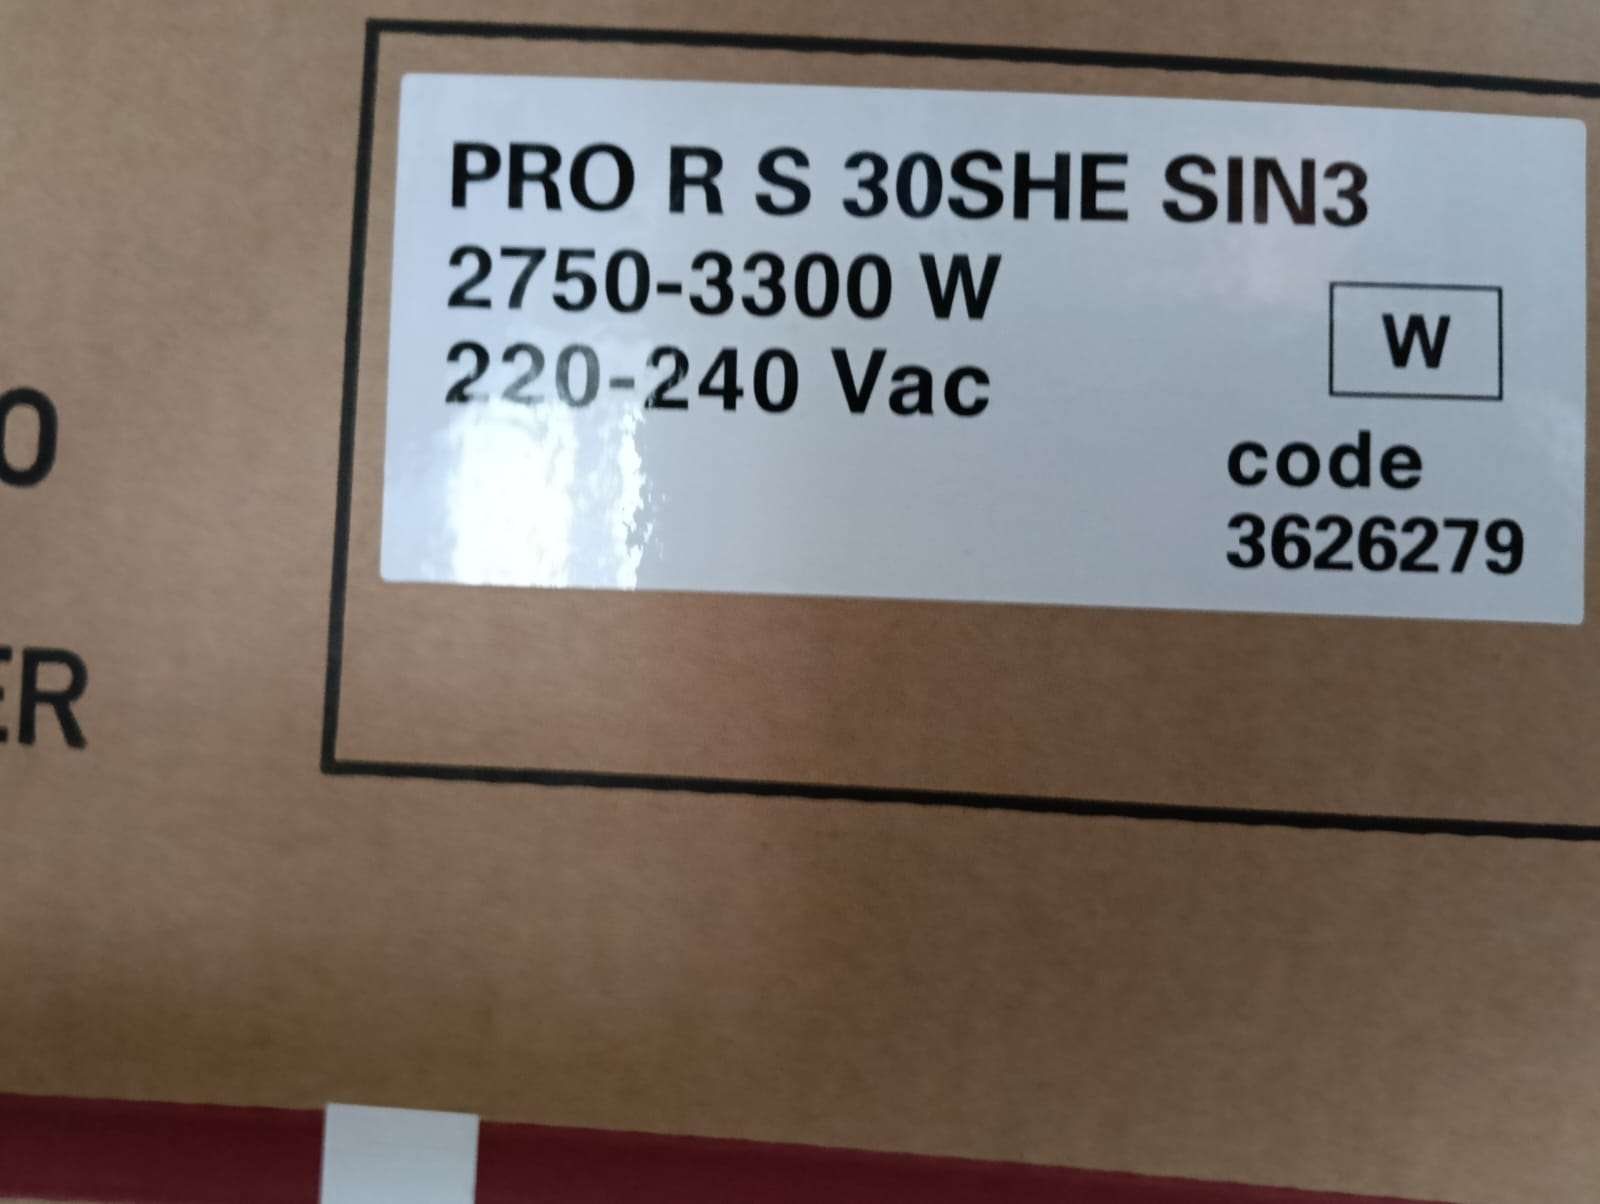 PRO R S 30SHE SIN3
2750-3300 W
220-240 Vac
W
code
3626279
0
ER